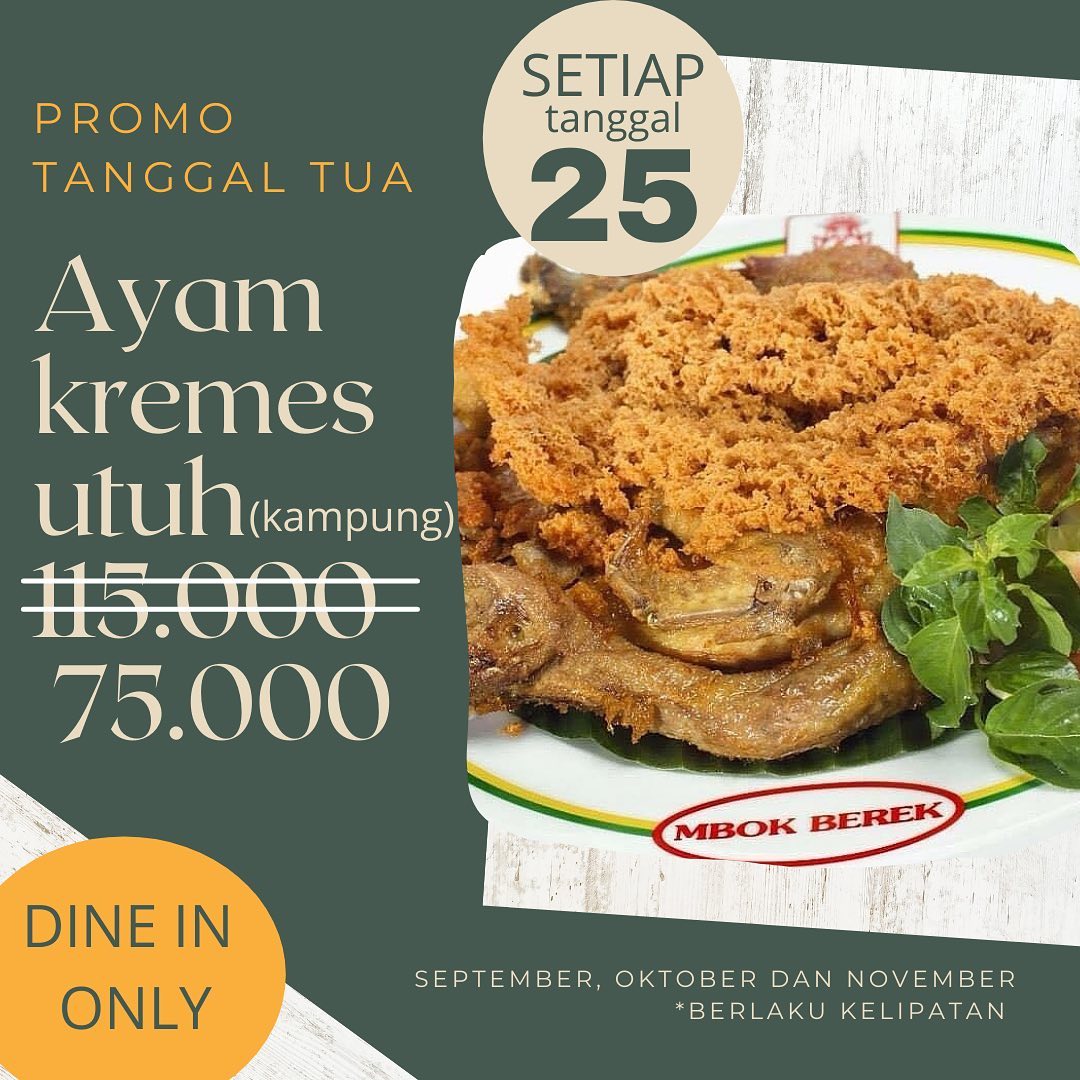 PROMO
TANGGAL TUA
SETIAP
tanggal
25
Ayam
kremes
utuh(kampung)
115.000
75.000
MBOK BEREK
DINE IN
ONLY
SEPTEMBER, OKTOBER DAN NOVEMBER
*BERLAKU KELIPATAN